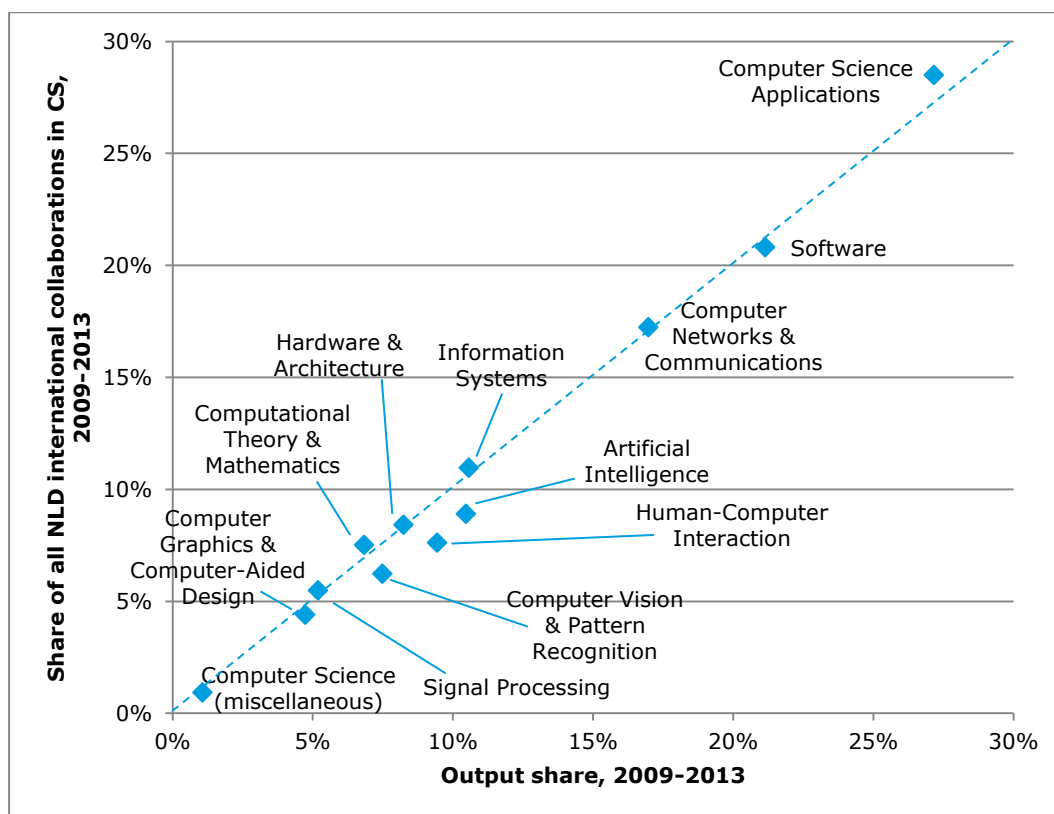 Share of all NLD international collaborations in CS,
2009-2013
30%
25%
20%
15%
10%
5%
0%
Computer Science
Applications
Software
Computer
Networks &
Communications
Hardware &
Architecture
Information
Systems
Computational
Theory &
Mathematics
Artificial
Intelligence
Computer
Graphics &
Computer-Aided
Design
Human-Computer
Interaction
Computer Vision
& Pattern
Recognition
Computer Science
(miscellaneous)
Signal Processing
0%
5%
10%
15%
20%
25%
30%
Output share, 2009-2013